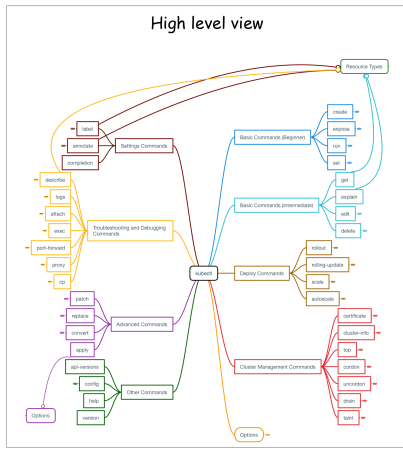 High level view
Resource Types
create
expose
run
set
Basic Commands (Beginner)
label
annotate
completion
Settings Commands
get
explain
edit
delete
Basic Commands (Intermediate)
describe
logs
attach
exec
port-forward
proxy
cp
Troubleshooting and Debugging
Commands
kubectl
Deploy Commands
rollout
rolling-update
scale
autoscale
patch
replace
convert
apply
Advanced Commands
certificate
cluster-info
top
cordon
uncordon
drain
taint
Cluster Management Commands
api-versions
config
help
version
Other Commands
Options
Options